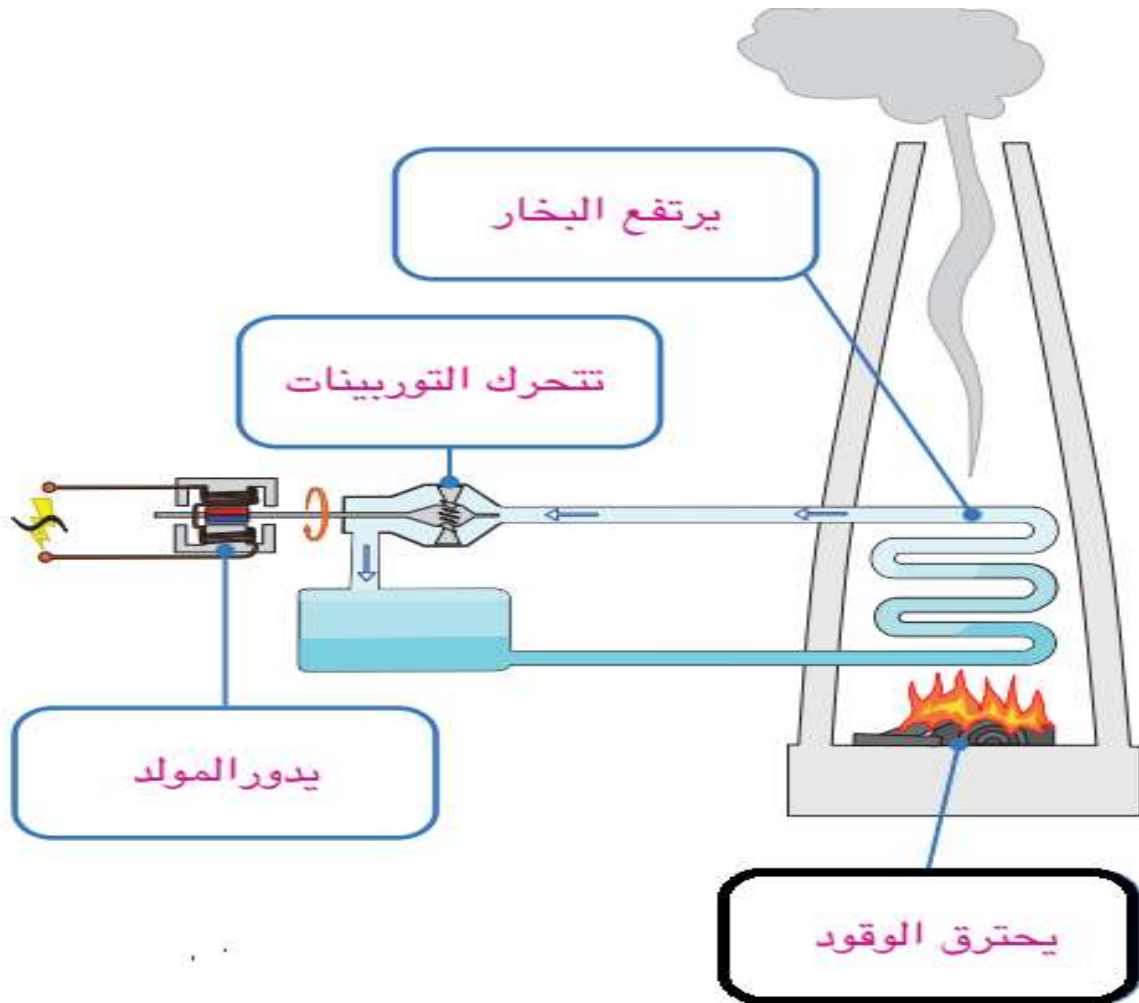 يرتفع البخار
تتحرك التوربينات
يدورالمولد
يحترق الوقود